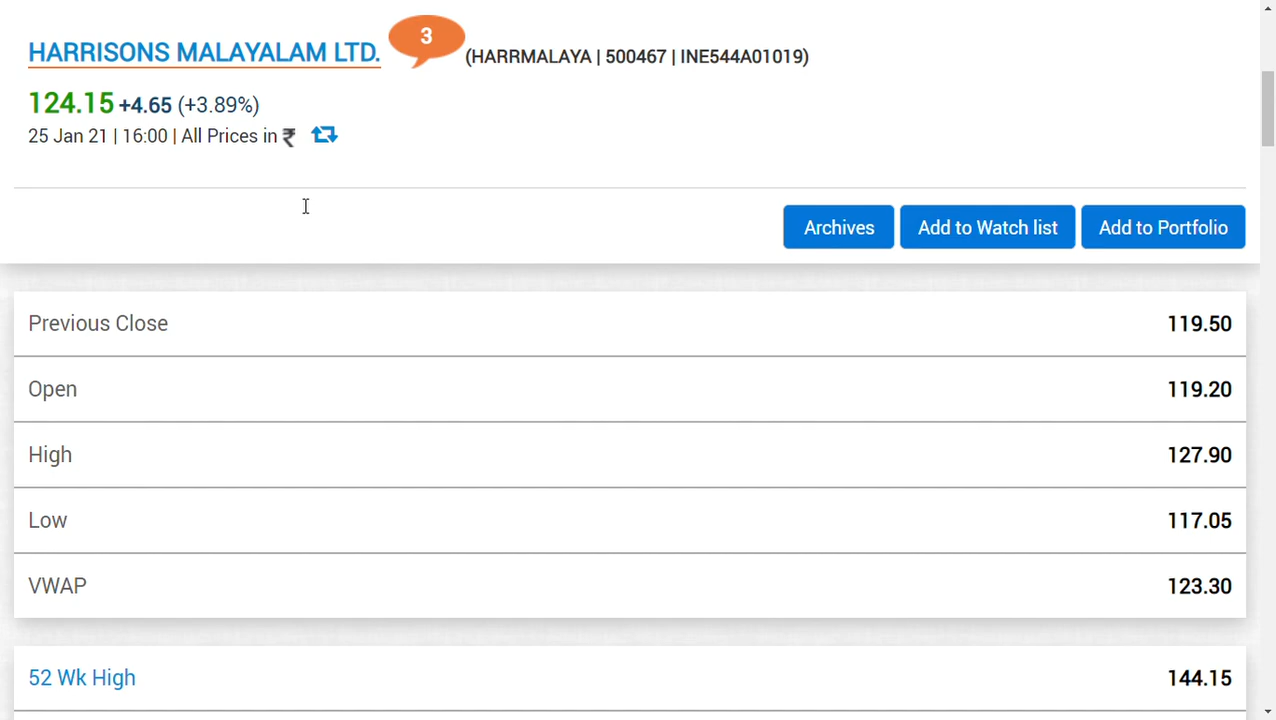 HARRISONS MALAYALAM LTD. 3 (HARRMALAYA | 500467 | INE544A01019)
124.15 +4.65 (+3.89%)
25 Jan 21 | 16:00 | All Prices in ₹
Archives Add to Watch list Add to Portfolio
Previous Close 119.50
Open 119.20
High 127.90
Low 117.05
VWAP 123.30
52 Wk High 144.15